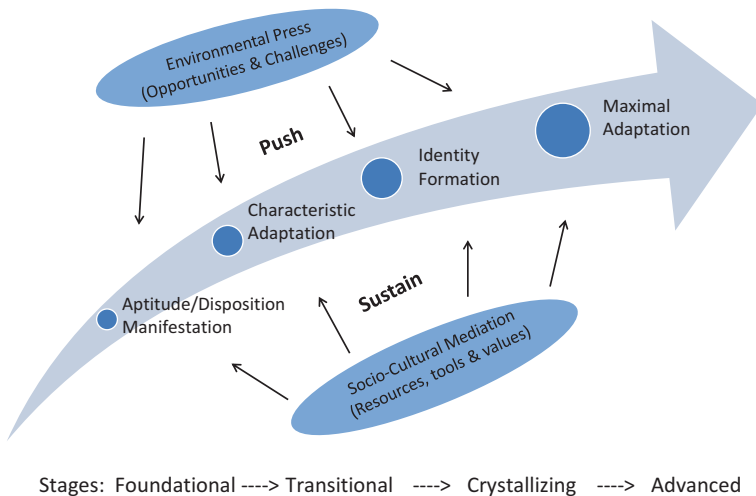 Environmental Press
(Opportunities & Challenges)
Push
Maximal
Adaptation
Identity
Formation
Characteristic
Adaptation
Aptitude/Disposition
Manifestation
Sustain
Socio-Cultural Mediation
(Resources, tools & values)
Stages: Foundational ----> Transitional ----> Crystallizing ----> Advanced